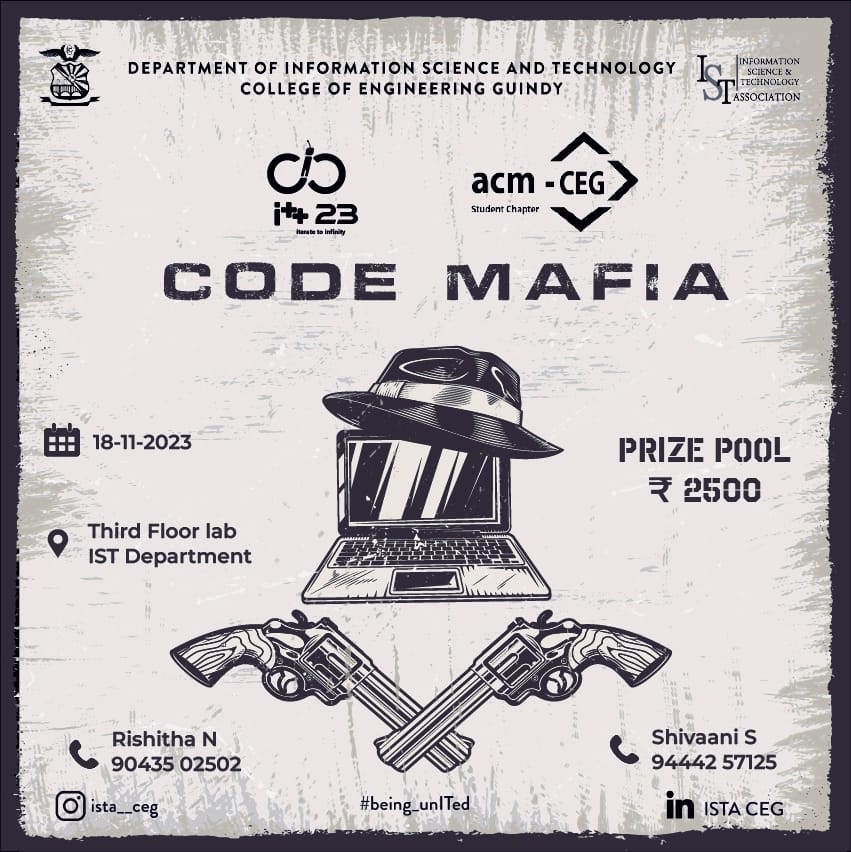 DEPARTMENT OF INFORMATION SCIENCE AND TECHNOLOGY
COLLEGE OF ENGINEERING GUINDY
IST
INFORMATION
SCIENCE &
TECHNOLOGY
ASSOCIATION
i++ 23
iterate to infinity
acm - CEG
Student Chapter
CODE MAFIA
18-11-2023
PRIZE POOL
₹ 2500
Third Floor lab
IST Department
Rishitha N
90435 02502
Shivaani S
94442 57125
ista__ceg
#being_unITed
in ISTA CEG